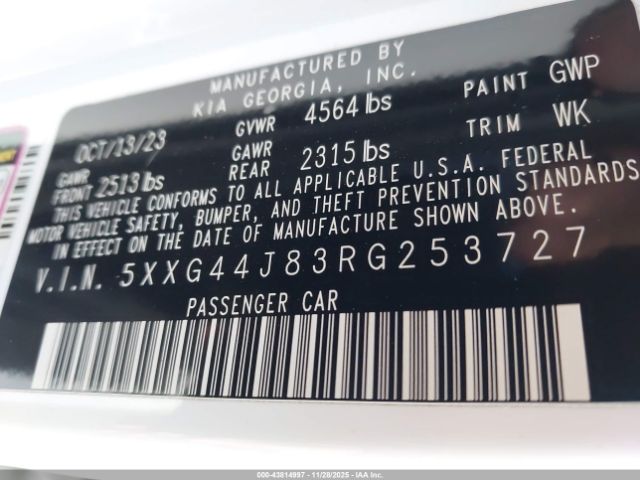 MANUFACTURED BY
KIA GEORGIA, INC.
OCT/13/23 GVWR 4564 lbs PAINT GWP
GAWR FRONT 2513 lbs GAWR REAR 2315 lbs TRIM WK
THIS VEHICLE CONFORMS TO ALL APPLICABLE U.S.A. FEDERAL
MOTOR VEHICLE SAFETY, BUMPER, AND THEFT PREVENTION STANDARDS
IN EFFECT ON THE DATE OF MANUFACTURE SHOWN ABOVE.
V.I.N. 5XXG44J83RG253727
PASSENGER CAR
000-43814997 - 11/28/2025 - IAA Inc.